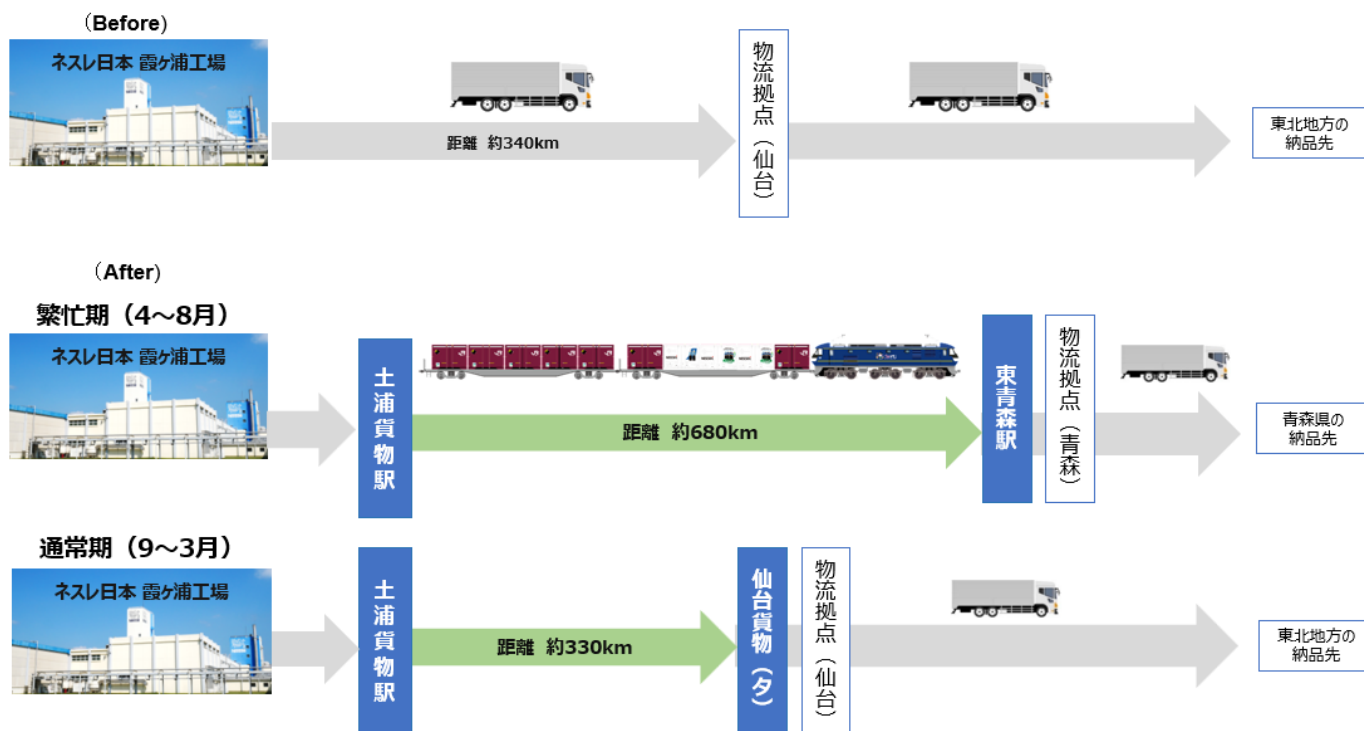 (Before)
ネスレ日本 霞ヶ浦工場
距離 約340km
物流拠点（仙台）
東北地方の
納品先
(After)
繁忙期（4～8月）
ネスレ日本 霞ヶ浦工場
土浦貨物駅
距離 約680km
東青森駅
物流拠点（青森）
青森県の
納品先
通常期（9～3月）
ネスレ日本 霞ヶ浦工場
土浦貨物駅
距離 約330km
仙台貨物（タ）
物流拠点（仙台）
東北地方の
納品先